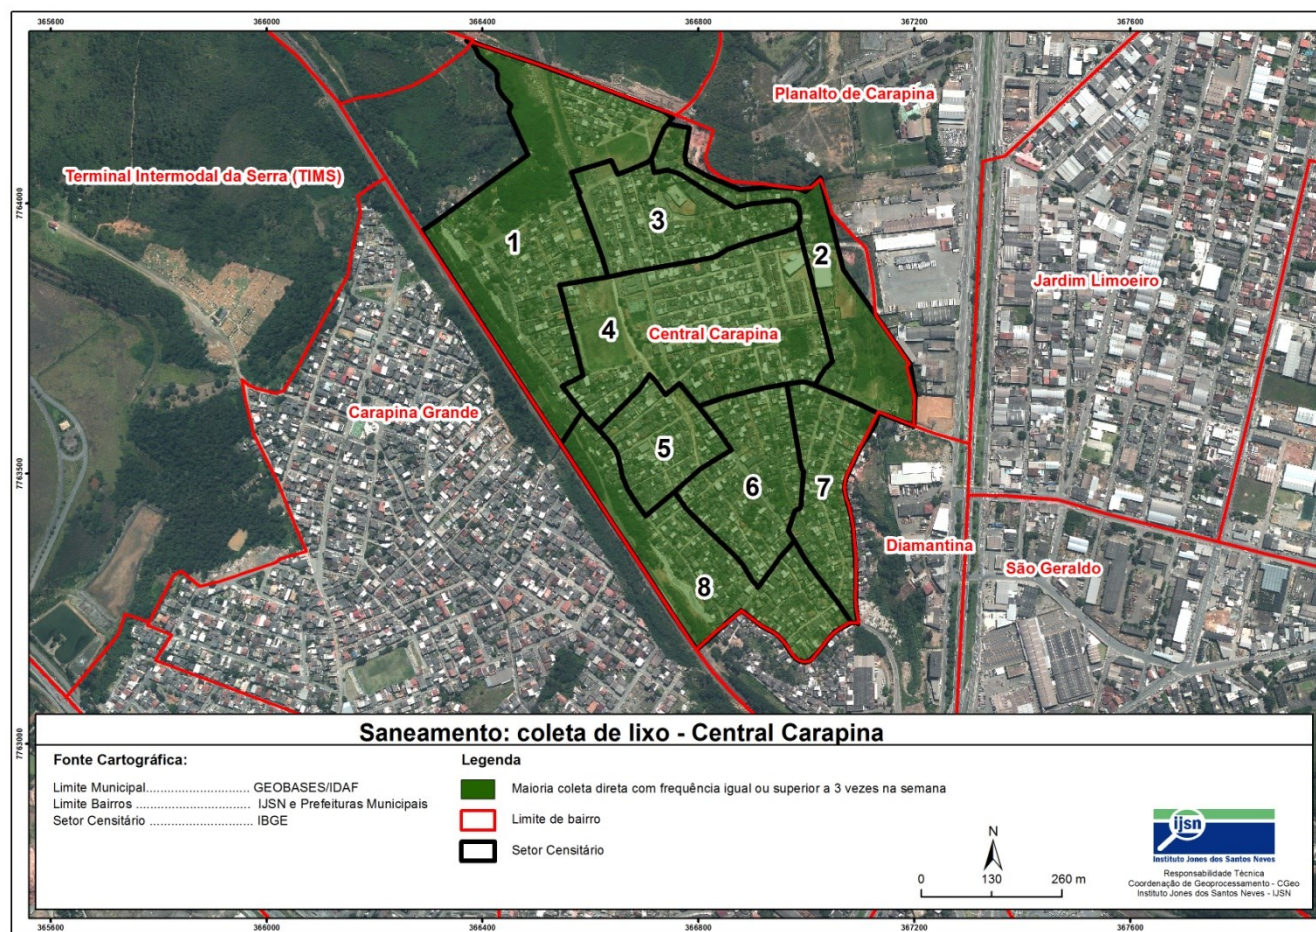 365600 366000 366400 366800 367200 367600
Planalto de Carapina
Terminal Intermodal da Serra (TIMS)
7764000
7764000
3
1
2
Jardim Limoeiro
4
Central Carapina
Carapina Grande
5
7763500
7763500
6
7
Diamantina
São Geraldo
8
Saneamento: coleta de lixo - Central Carapina
7763000
7763000
Fonte Cartográfica:
Limite Municipal............................ GEOBASES/IDAF
Limite Bairros ............................... IJSN e Prefeituras Municipais
Setor Censitário ............................ IBGE
Legenda
Maioria coleta direta com frequência igual ou superior a 3 vezes na semana
Limite de bairro
Setor Censitário
N
0 130 260 m
ijsn
Instituto Jones dos Santos Neves
Responsabilidade Técnica
Coordenação de Geoprocessamento - CGeo
Instituto Jones dos Santos Neves - IJSN
365600 366000 366400 366800 367200 367600